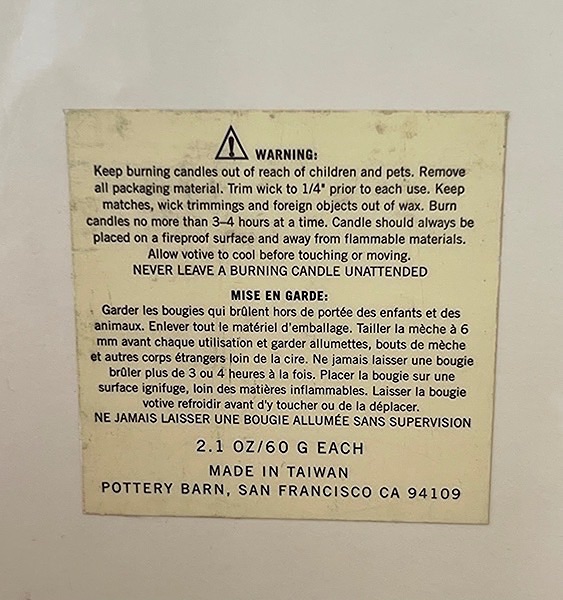 WARNING:
Keep burning candles out of reach of children and pets. Remove
all packaging material. Trim wick to 1/4" prior to each use. Keep
matches, wick trimmings and foreign objects out of wax. Burn
candles no more than 3–4 hours at a time. Candle should always be
placed on a fireproof surface and away from flammable materials.
Allow votive to cool before touching or moving.
NEVER LEAVE A BURNING CANDLE UNATTENDED
MISE EN GARDE:
Garder les bougies qui brûlent hors de portée des enfants et des
animaux. Enlever tout le matériel d'emballage. Tailler la mèche à 6
mm avant chaque utilisation et garder allumettes, bouts de mèche
et autres corps étrangers loin de la cire. Ne jamais laisser une bougie
brûler plus de 3 ou 4 heures à la fois. Placer la bougie sur une
surface ignifuge, loin des matières inflammables. Laisser la bougie
votive refroidir avant d'y toucher ou de la déplacer.
NE JAMAIS LAISSER UNE BOUGIE ALLUMÉE SANS SUPERVISION
2.1 OZ/60 G EACH
MADE IN TAIWAN
POTTERY BARN, SAN FRANCISCO CA 94109